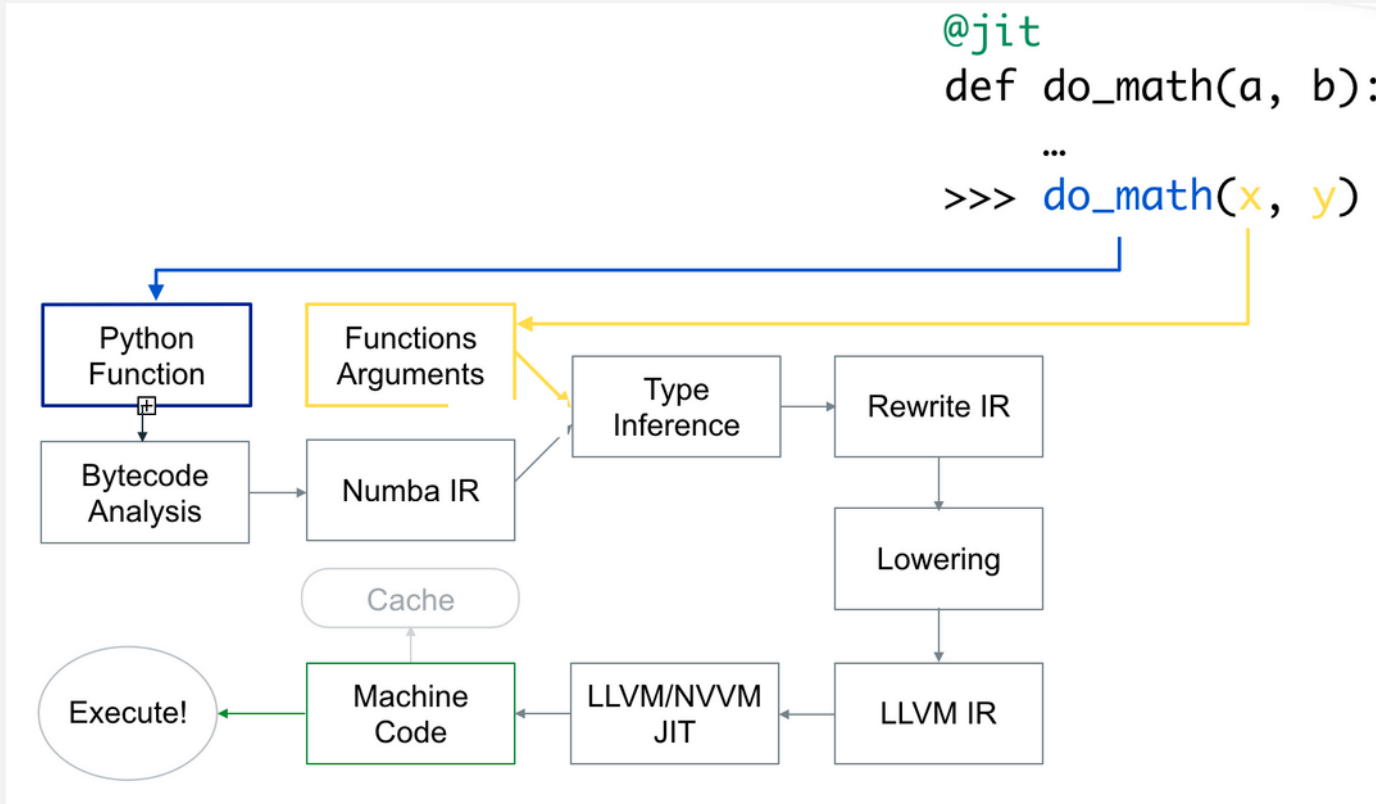 @jit
def do_math(a, b):
…
>>> do_math(x, y)
Python
Function
Functions
Arguments
Type
Inference
Rewrite IR
Bytecode
Analysis
Numba IR
Lowering
Cache
Execute!
Machine
Code
LLVM/NVVM
JIT
LLVM IR